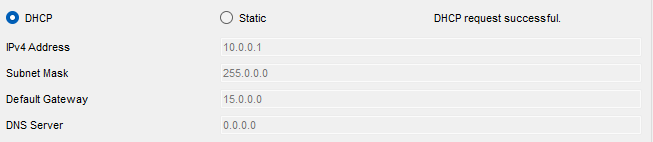 DHCP Static DHCP request successful.
IPv4 Address 10.0.0.1
Subnet Mask 255.0.0.0
Default Gateway 15.0.0.0
DNS Server 0.0.0.0